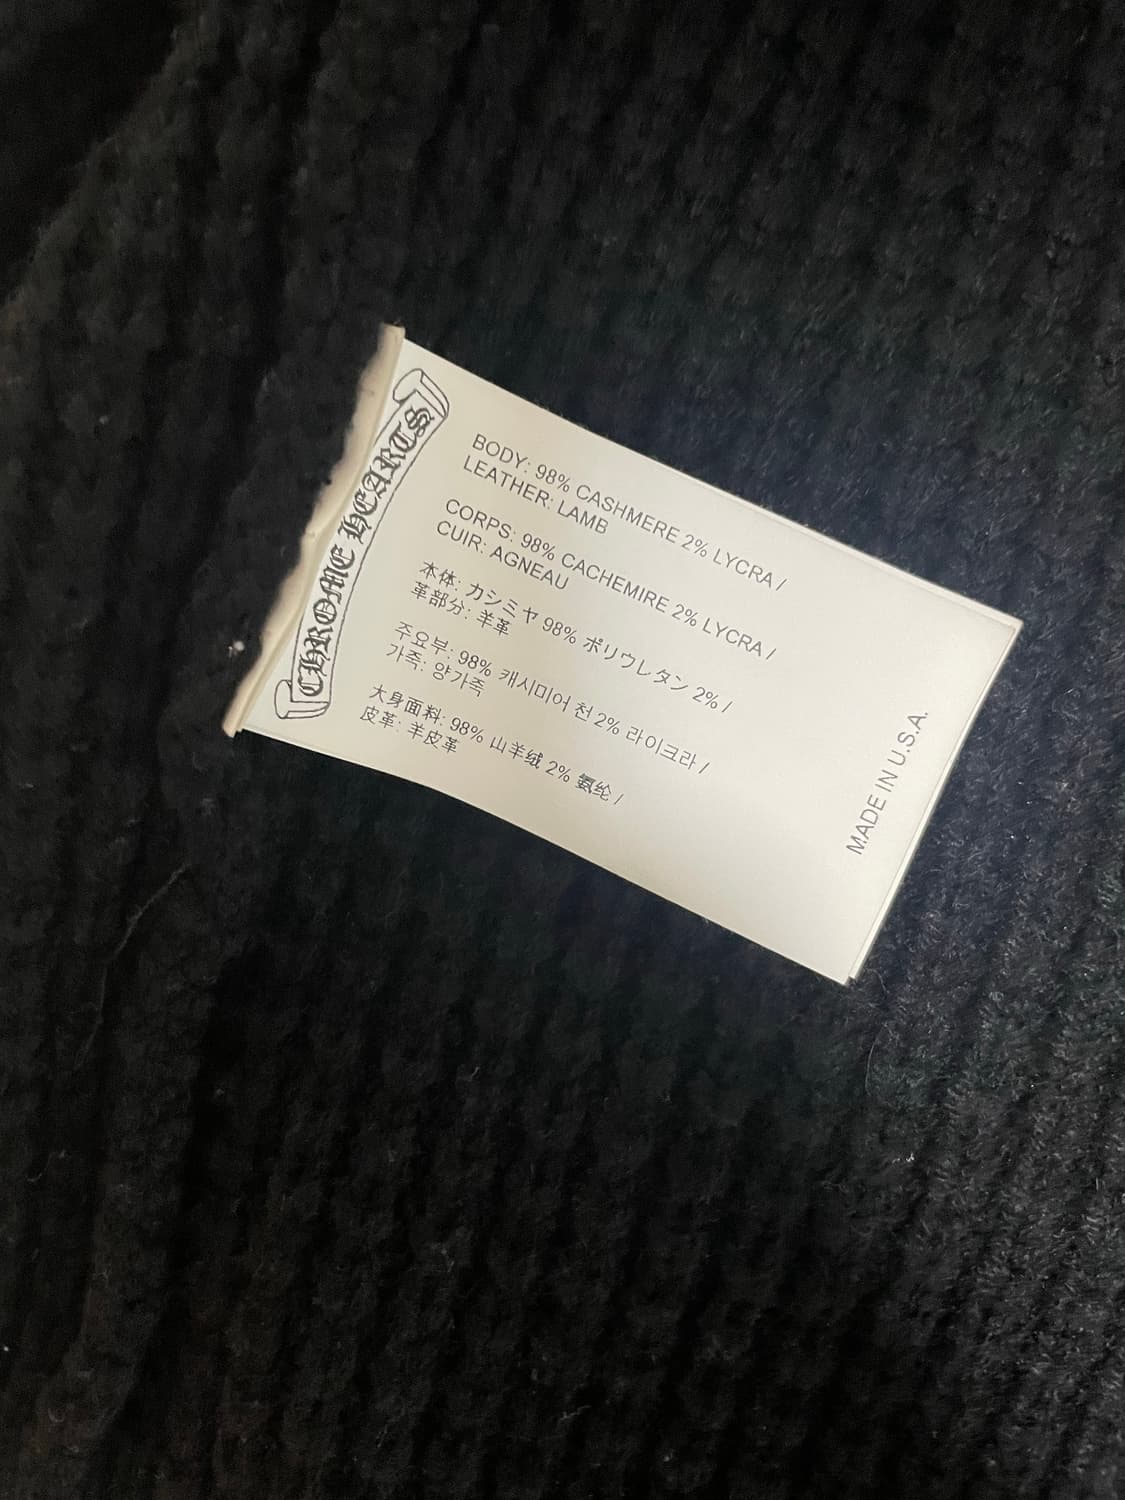 CHROME HEARTS
BODY: 98% CASHMERE 2% LYCRA /
LEATHER: LAMB
CORPS: 98% CACHEMIRE 2% LYCRA /
CUIR: AGNEAU
本体: カシミヤ 98% ポリウレタン 2% /
革部分: 羊革
주요부: 98% 캐시미어 천 2% 라이크라 /
가죽: 양가죽
大身面料: 98% 山羊绒 2% 氨纶 /
皮革: 羊皮革
MADE IN U.S.A.